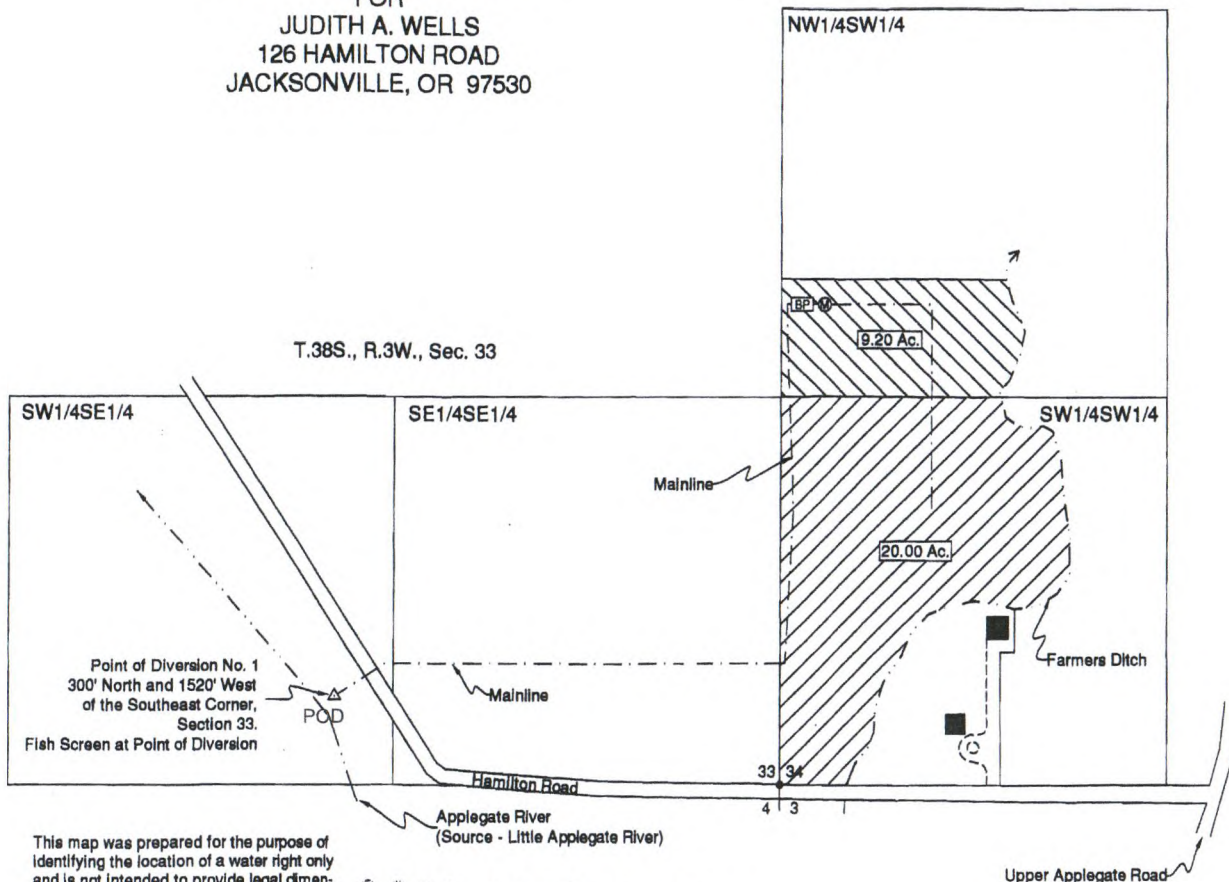 FOR
JUDITH A. WELLS
126 HAMILTON ROAD
JACKSONVILLE, OR 97530
NW1/4SW1/4
BP M
9.20 Ac.
T.38S., R.3W., Sec. 33
SW1/4SE1/4
SE1/4SE1/4
SW1/4SW1/4
Mainline
20.00 Ac.
Point of Diversion No. 1
300' North and 1520' West
of the Southeast Corner,
Section 33.
Fish Screen at Point of Diversion
POD
Mainline
Farmers Ditch
Hamilton Road
33 34
4 3
Applegate River
(Source - Little Applegate River)
Upper Applegate Road
This map was prepared for the purpose of
identifying the location of a water right only
and is not intended to provide legal dimen-